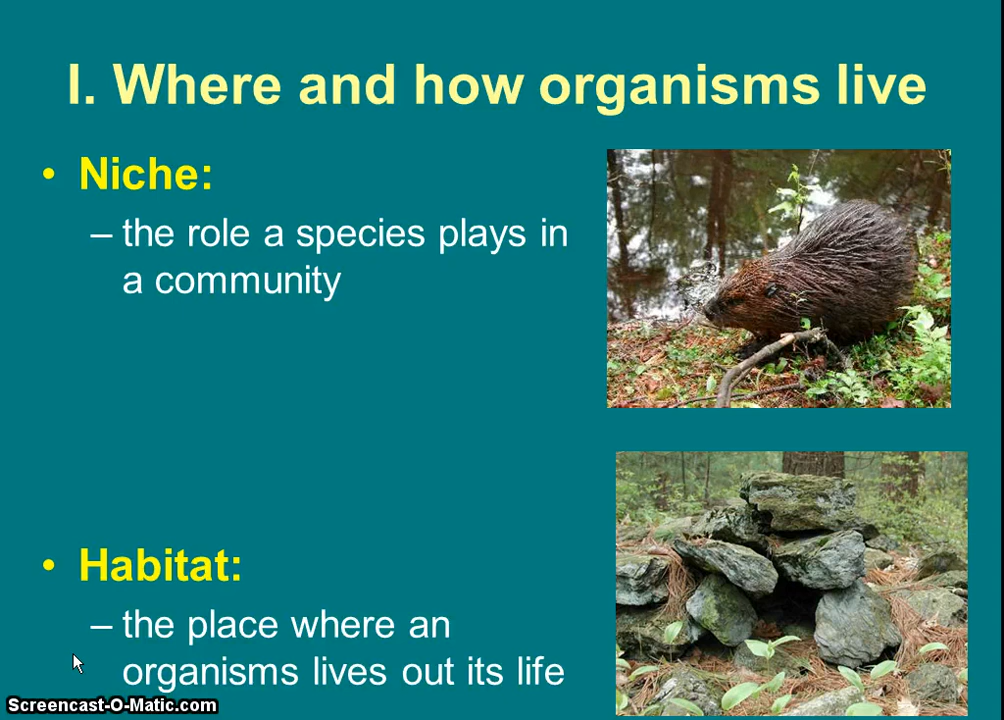 I. Where and how organisms live
• Niche:
– the role a species plays in
a community
• Habitat:
– the place where an
organisms lives out its life
Screencast-O-Matic.com